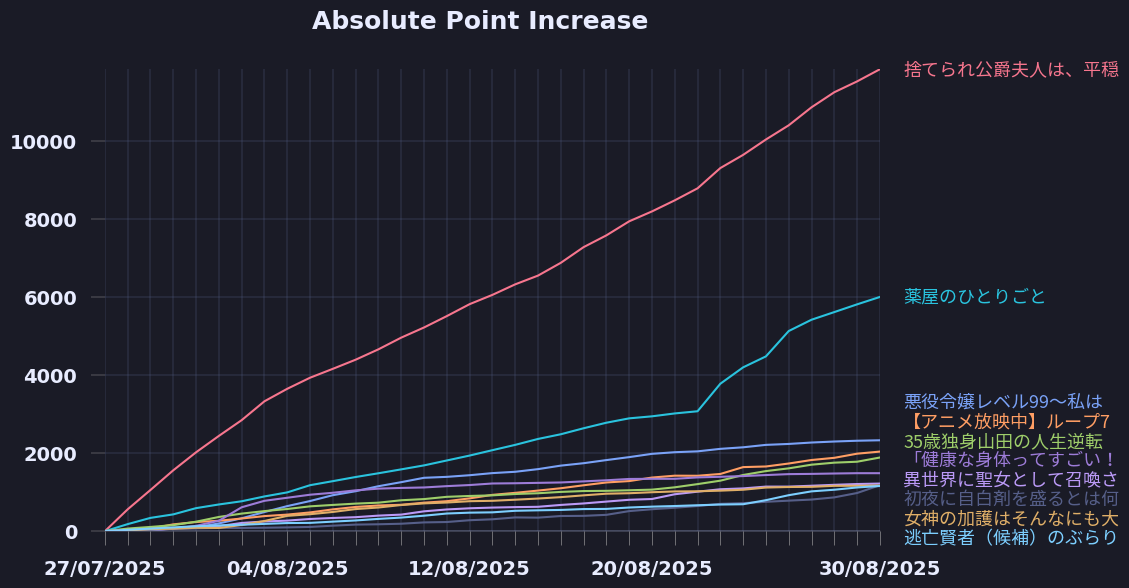 Absolute Point Increase
捨てられ公爵夫人は、平穏
10000
8000
6000
薬屋のひとりごと
4000
悪役令嬢レベル99～私は
【アニメ放映中】ループ7
2000
35歳独身山田の人生逆転
「健康な身体ってすごい！
異世界に聖女として召喚さ
初夜に自白剤を盛るとは何
女神の加護はそんなにも大
0
逃亡賢者（候補）のぶらり
27/07/2025 04/08/2025 12/08/2025 20/08/2025 30/08/2025